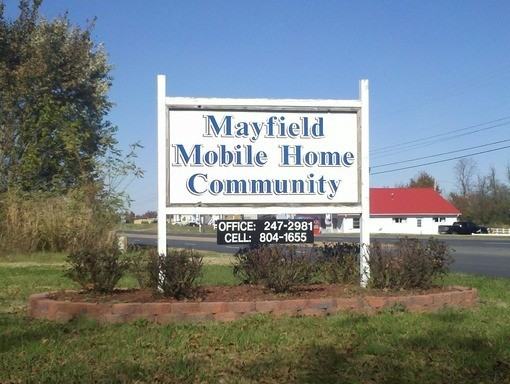 Mayfield
Mobile Home
Community
OFFICE: 247-2981
CELL: 804-1655